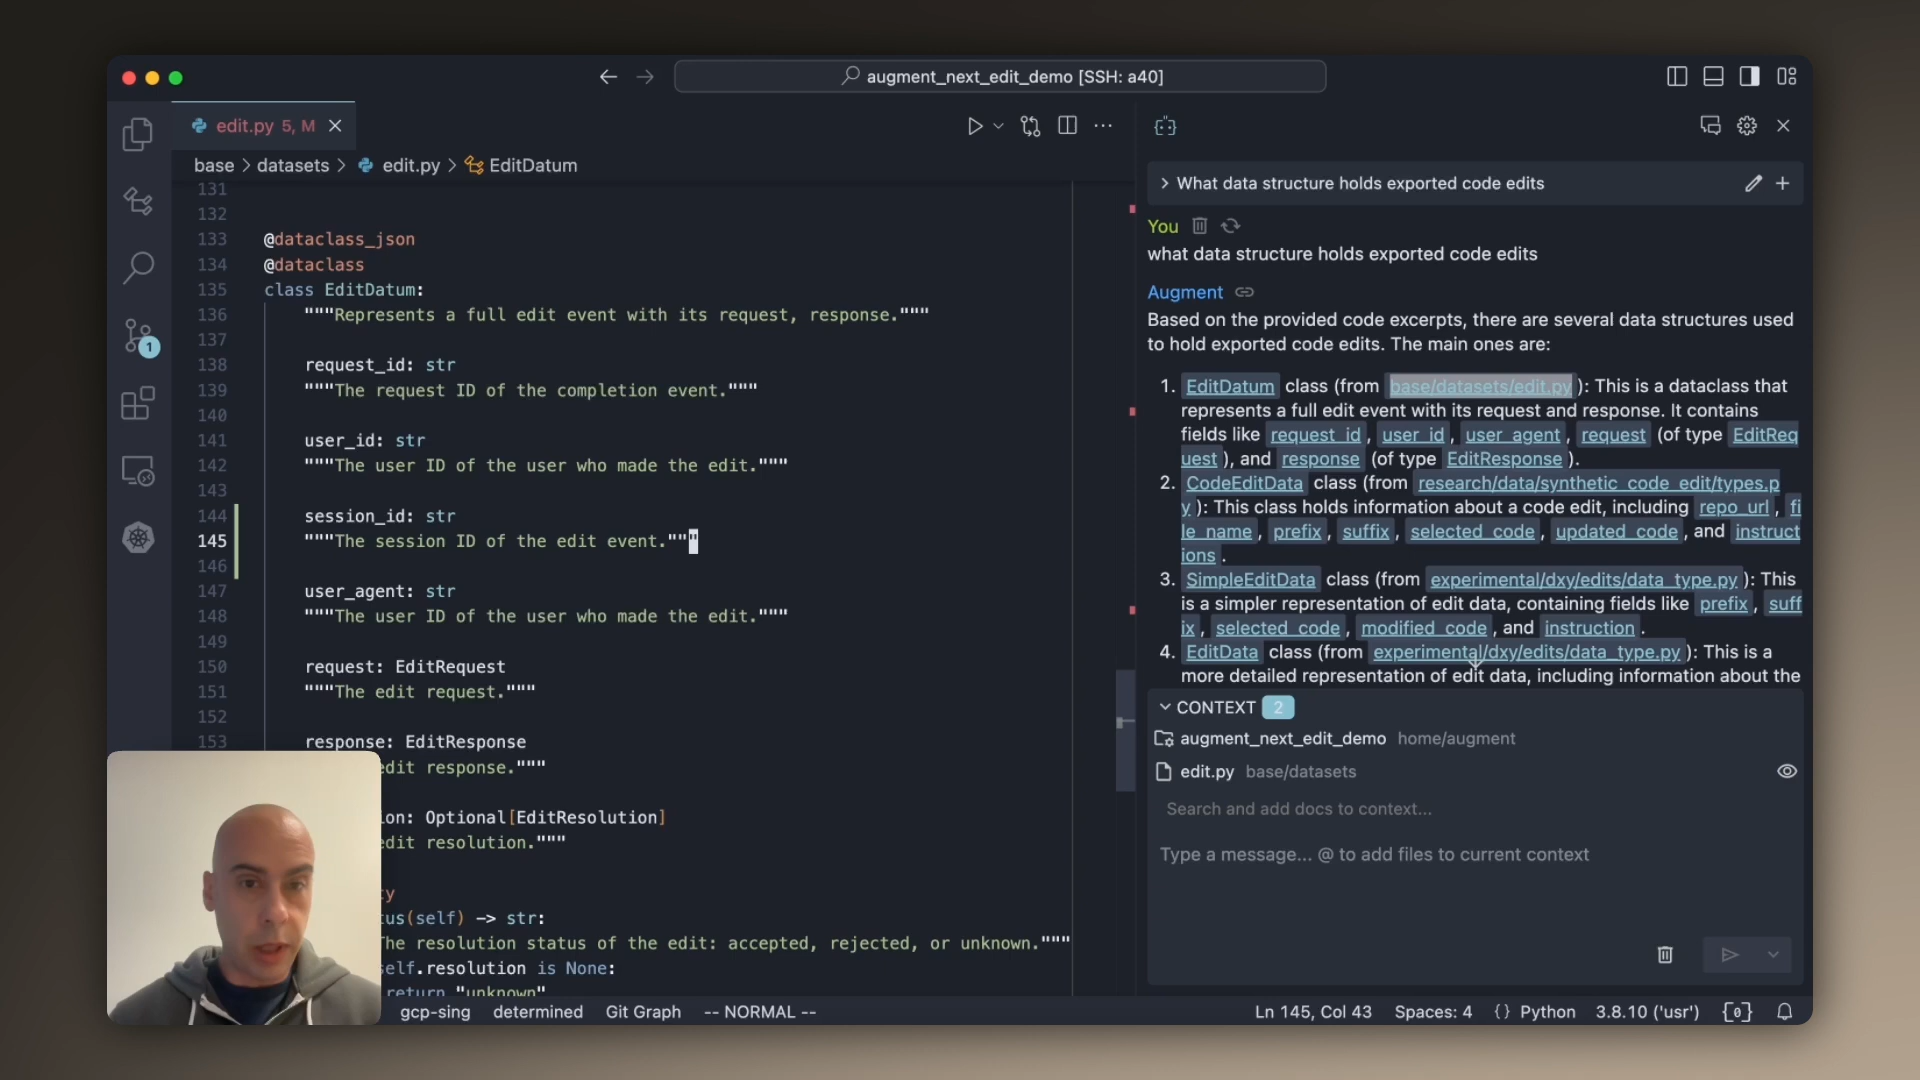 augment_next_edit_demo [SSH: a40]
edit.py 5, M
base > datasets > edit.py > EditDatum
131
132
133 @dataclass_json
134 @dataclass
135 class EditDatum:
136 """Represents a full edit event with its request, response."""
137
138 request_id: str
139 """The request ID of the completion event."""
140
141 user_id: str
142 """The user ID of the user who made the edit."""
143
144 session_id: str
145 """The session ID of the edit event."""
146
147 user_agent: str
148 """The user ID of the user who made the edit."""
149
150 request: EditRequest
151 """The edit request."""
152
153 response: EditResponse
edit response."""
ion: Optional[EditResolution]
edit resolution."""
ty
tus(self) -> str:
he resolution status of the edit: accepted, rejected, or unknown."""
self.resolution is None:
return "unknown"
1
What data structure holds exported code edits
You
what data structure holds exported code edits
Augment
Based on the provided code excerpts, there are several data structures used
to hold exported code edits. The main ones are:
1. EditDatum class (from base/datasets/edit.py): This is a dataclass that
represents a full edit event with its request and response. It contains
fields like request_id, user_id, user_agent, request (of type EditReq
uest), and response (of type EditResponse).
2. CodeEditData class (from research/data/synthetic_code_edit/types.p
y): This class holds information about a code edit, including repo_url, fi
le_name, prefix, suffix, selected_code, updated_code, and instruct
ions.
3. SimpleEditData class (from experimental/dxy/edits/data_type.py): This
is a simpler representation of edit data, containing fields like prefix, suff
ix, selected_code, modified_code, and instruction.
4. EditData class (from experimental/dxy/edits/data_type.py): This is a
more detailed representation of edit data, including information about the
CONTEXT 2
augment_next_edit_demo home/augment
edit.py base/datasets
Search and add docs to context...
Type a message... @ to add files to current context
gcp-sing determined Git Graph -- NORMAL -- Ln 145, Col 43 Spaces: 4 {} Python 3.8.10 ('usr')